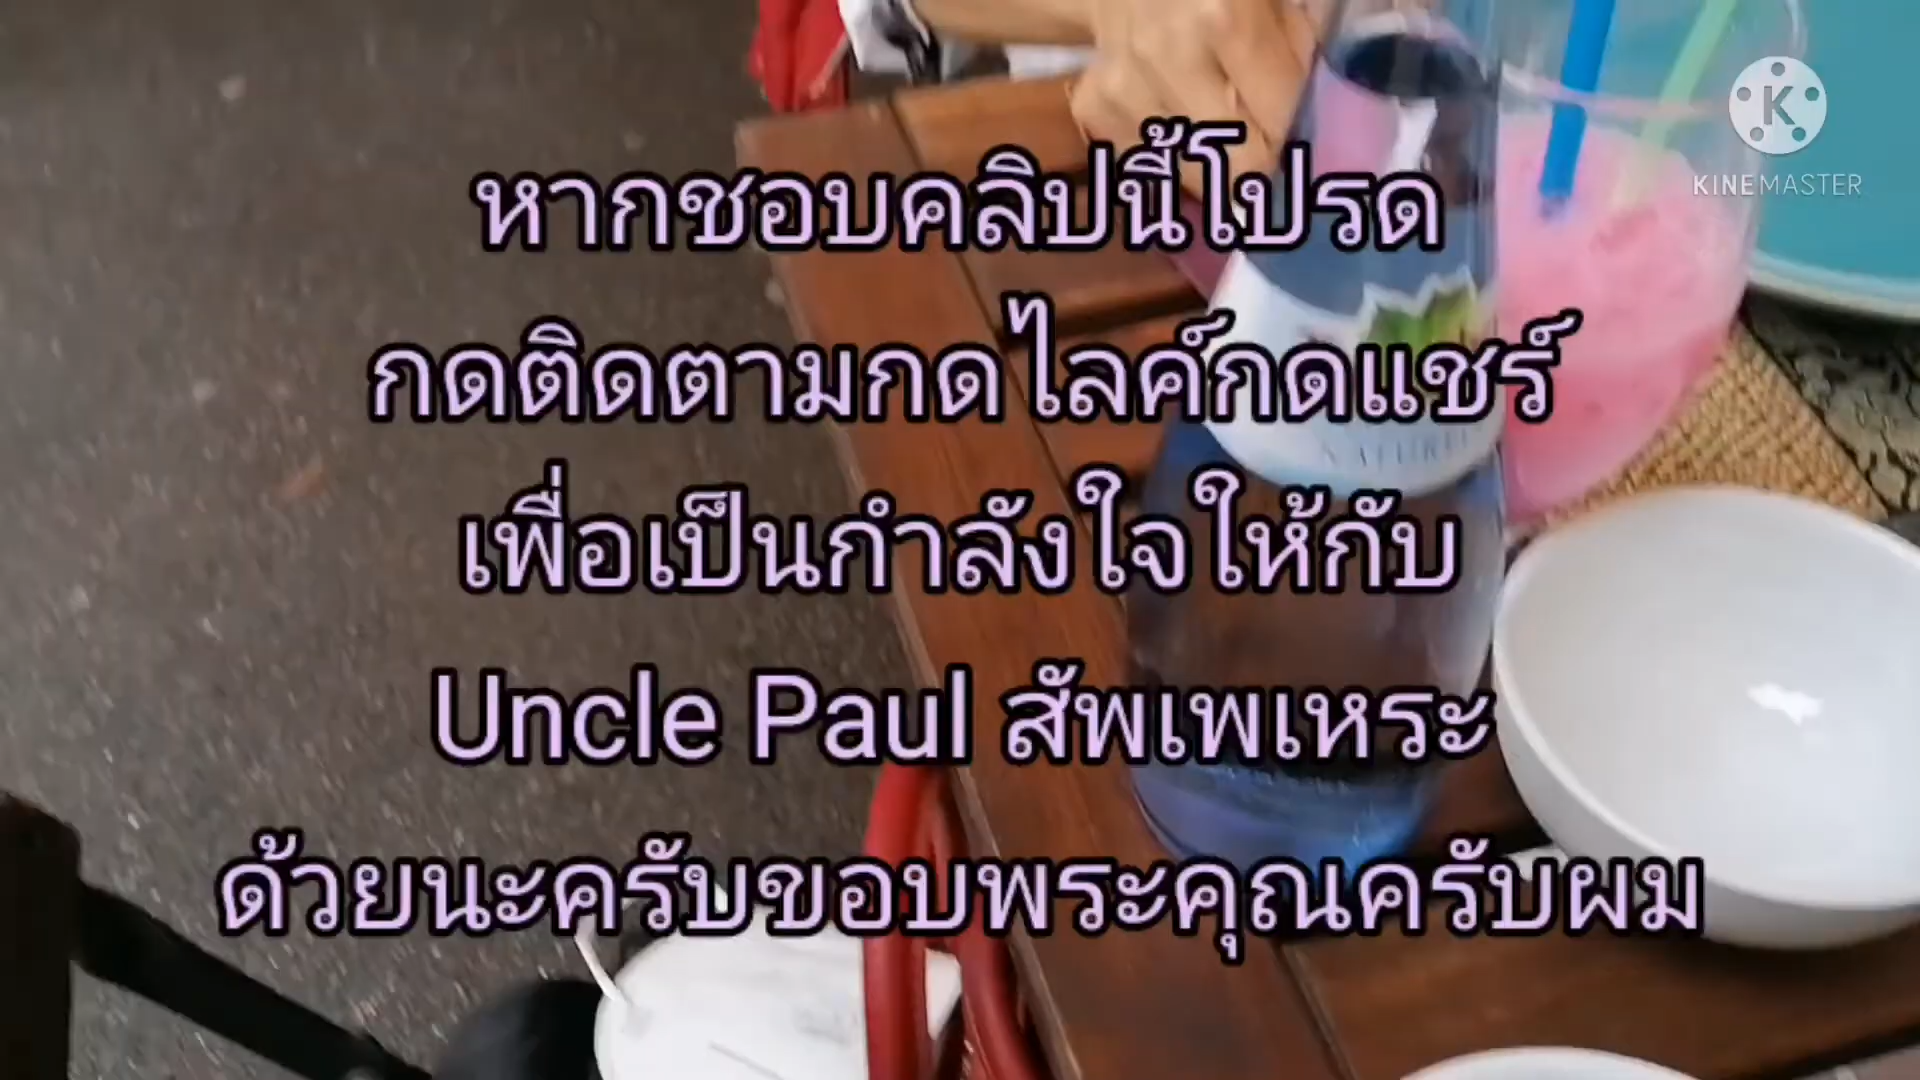 หากชอบคลิปนี้โปรด
กดติดตามกดไลค์กดแชร์
เพื่อเป็นกำลังใจให้กับ
Uncle Paul สัพเพเหระ
ด้วยนะครับขอบพระคุณครับผม
K
KINEMASTER